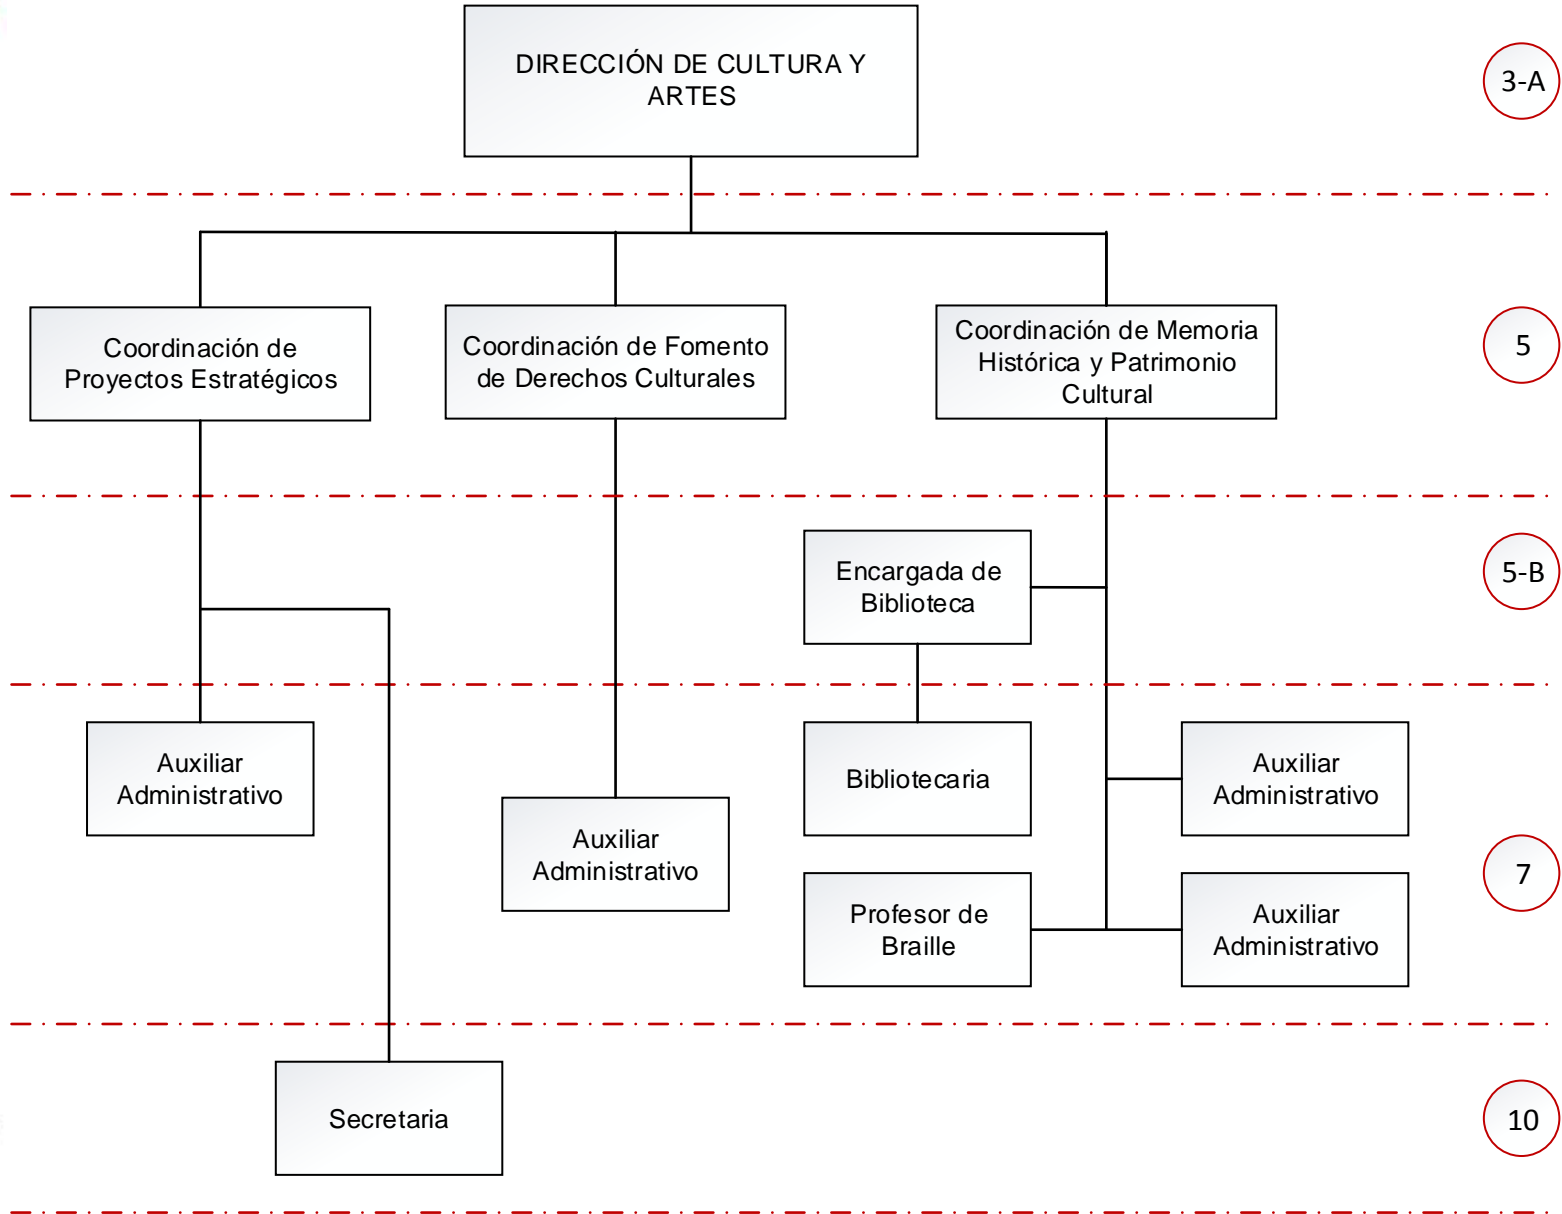 DIRECCIÓN DE CULTURA Y
ARTES
3-A
Coordinación de
Proyectos Estratégicos
Coordinación de Fomento
de Derechos Culturales
Coordinación de Memoria
Histórica y Patrimonio
Cultural
5
Encargada de
Biblioteca
5-B
Auxiliar
Administrativo
Auxiliar
Administrativo
Bibliotecaria
Auxiliar
Administrativo
Profesor de
Braille
Auxiliar
Administrativo
7
Secretaria
10